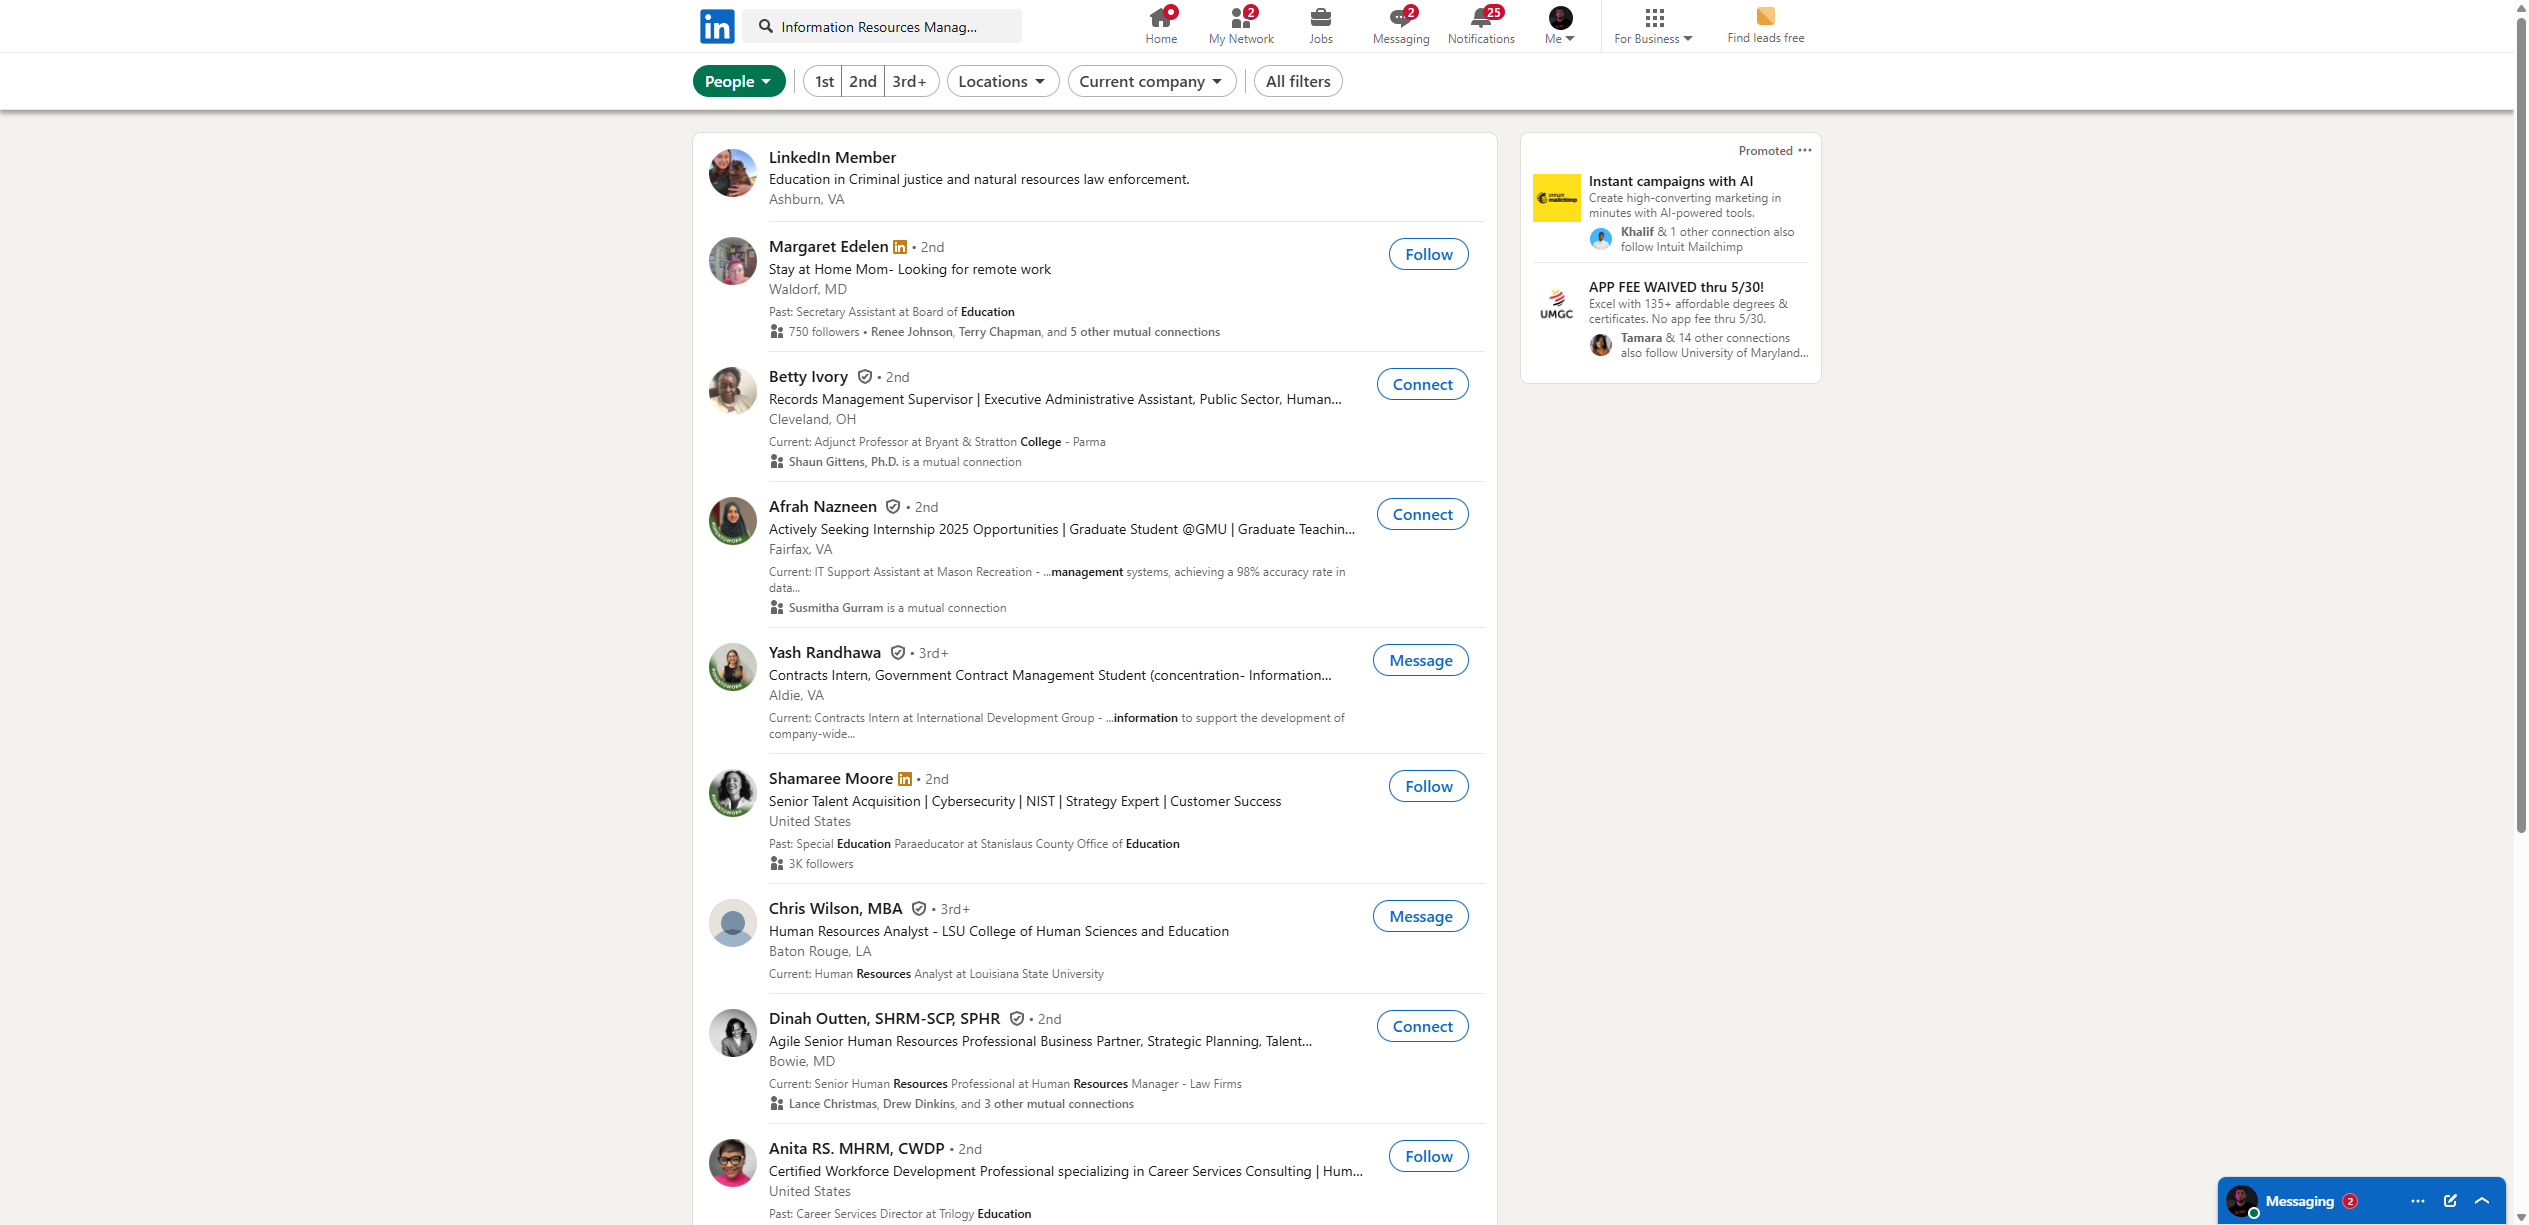 in
Information Resources Manag...
Home
2
My Network
Jobs
2
Messaging
25
Notifications
Me
For Business
Find leads free
People
1st
2nd
3rd+
Locations
Current company
All filters
LinkedIn Member
Education in Criminal justice and natural resources law enforcement.
Ashburn, VA
Margaret Edelen in • 2nd
Follow
Stay at Home Mom- Looking for remote work
Waldorf, MD
Past: Secretary Assistant at Board of Education
750 followers • Renee Johnson, Terry Chapman, and 5 other mutual connections
Betty Ivory • 2nd
Connect
Records Management Supervisor | Executive Administrative Assistant, Public Sector, Human...
Cleveland, OH
Current: Adjunct Professor at Bryant & Stratton College - Parma
Shaun Gittens, Ph.D. is a mutual connection
Afrah Nazneen • 2nd
Connect
Actively Seeking Internship 2025 Opportunities | Graduate Student @GMU | Graduate Teachin...
Fairfax, VA
Current: IT Support Assistant at Mason Recreation - ...management systems, achieving a 98% accuracy rate in
data...
Susmitha Gurram is a mutual connection
Yash Randhawa • 3rd+
Message
Contracts Intern, Government Contract Management Student (concentration- Information...
Aldie, VA
Current: Contracts Intern at International Development Group - ...information to support the development of
company-wide...
Shamaree Moore in • 2nd
Follow
Senior Talent Acquisition | Cybersecurity | NIST | Strategy Expert | Customer Success
United States
Past: Special Education Paraeducator at Stanislaus County Office of Education
3K followers
Chris Wilson, MBA • 3rd+
Message
Human Resources Analyst - LSU College of Human Sciences and Education
Baton Rouge, LA
Current: Human Resources Analyst at Louisiana State University
Dinah Outten, SHRM-SCP, SPHR • 2nd
Connect
Agile Senior Human Resources Professional Business Partner, Strategic Planning, Talent...
Bowie, MD
Current: Senior Human Resources Professional at Human Resources Manager - Law Firms
Lance Christmas, Drew Dinkins, and 3 other mutual connections
Anita RS. MHRM, CWDP • 2nd
Follow
Certified Workforce Development Professional specializing in Career Services Consulting | Hum...
United States
Past: Career Services Director at Trilogy Education
Promoted
intuit mailchimp
Instant campaigns with AI
Create high-converting marketing in
minutes with AI-powered tools.
Khalif & 1 other connection also
follow Intuit Mailchimp
UMGC
APP FEE WAIVED thru 5/30!
Excel with 135+ affordable degrees &
certificates. No app fee thru 5/30.
Tamara & 14 other connections
also follow University of Maryland...
Messaging 2